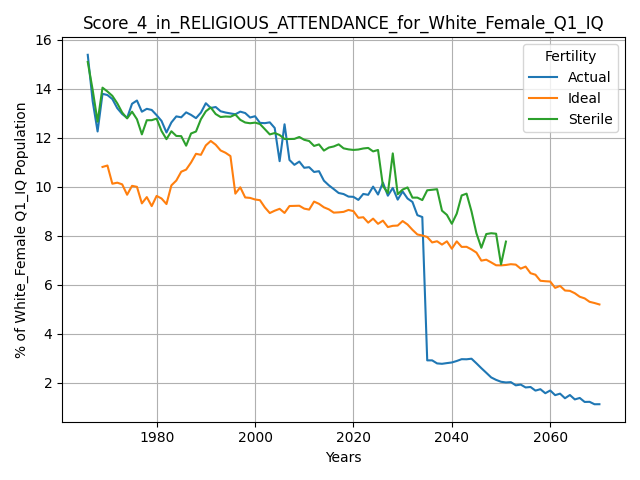 Score_4_in_RELIGIOUS_ATTENDANCE_for_White_Female_Q1_IQ
% of White_Female Q1_IQ Population
16
14
12
10
8
6
4
2
Fertility
Actual
Ideal
Sterile
1980
2000
2020
2040
2060
Years